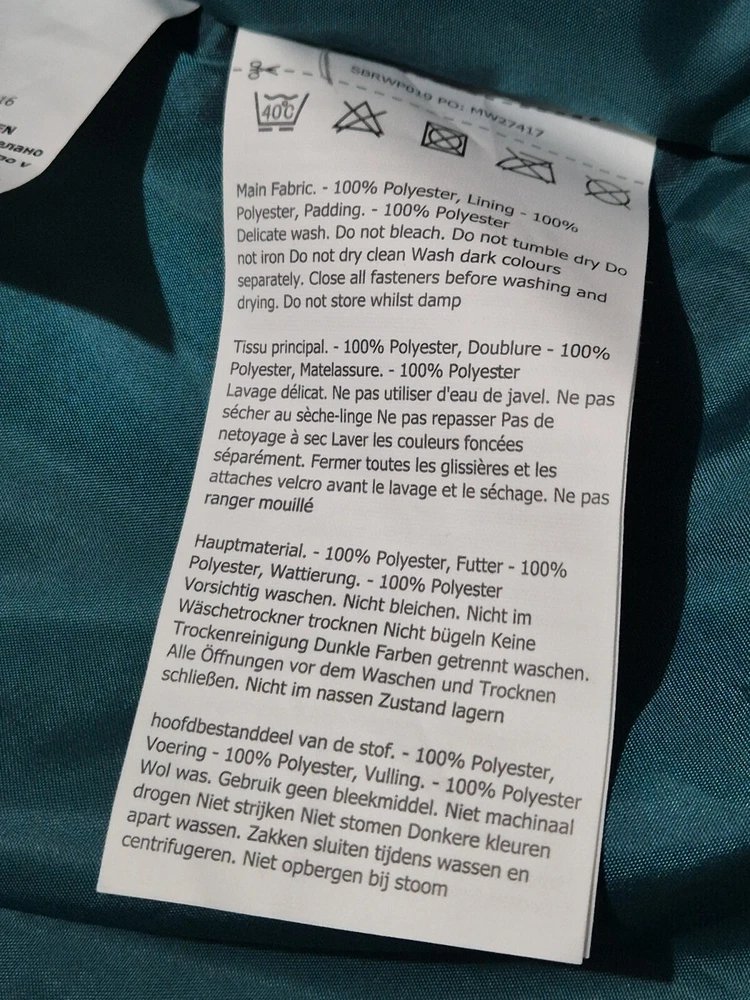 16
EN
SBRWP019 PO: MW27417
40C
Main Fabric. - 100% Polyester, Lining - 100%
Polyester, Padding. - 100% Polyester
Delicate wash. Do not bleach. Do not tumble dry Do
not iron Do not dry clean Wash dark colours
separately. Close all fasteners before washing and
drying. Do not store whilst damp
Tissu principal. - 100% Polyester, Doublure - 100%
Polyester, Matelassure. - 100% Polyester
Lavage délicat. Ne pas utiliser d'eau de javel. Ne pas
sécher au sèche-linge Ne pas repasser Pas de
netoyage à sec Laver les couleurs foncées
séparément. Fermer toutes les glissières et les
attaches velcro avant le lavage et le séchage. Ne pas
ranger mouillé
Hauptmaterial. - 100% Polyester, Futter - 100%
Polyester, Wattierung. - 100% Polyester
Vorsichtig waschen. Nicht bleichen. Nicht im
Wäschetrockner trocknen Nicht bügeln Keine
Trockenreinigung Dunkle Farben getrennt waschen.
Alle Öffnungen vor dem Waschen und Trocknen
schließen. Nicht im nassen Zustand lagern
hoofdbestanddeel van de stof. - 100% Polyester,
Voering - 100% Polyester, Vulling. - 100% Polyester
Wol was. Gebruik geen bleekmiddel. Niet machinaal
drogen Niet strijken Niet stomen Donkere kleuren
apart wassen. Zakken sluiten tijdens wassen en
centrifugeren. Niet opbergen bij stoom